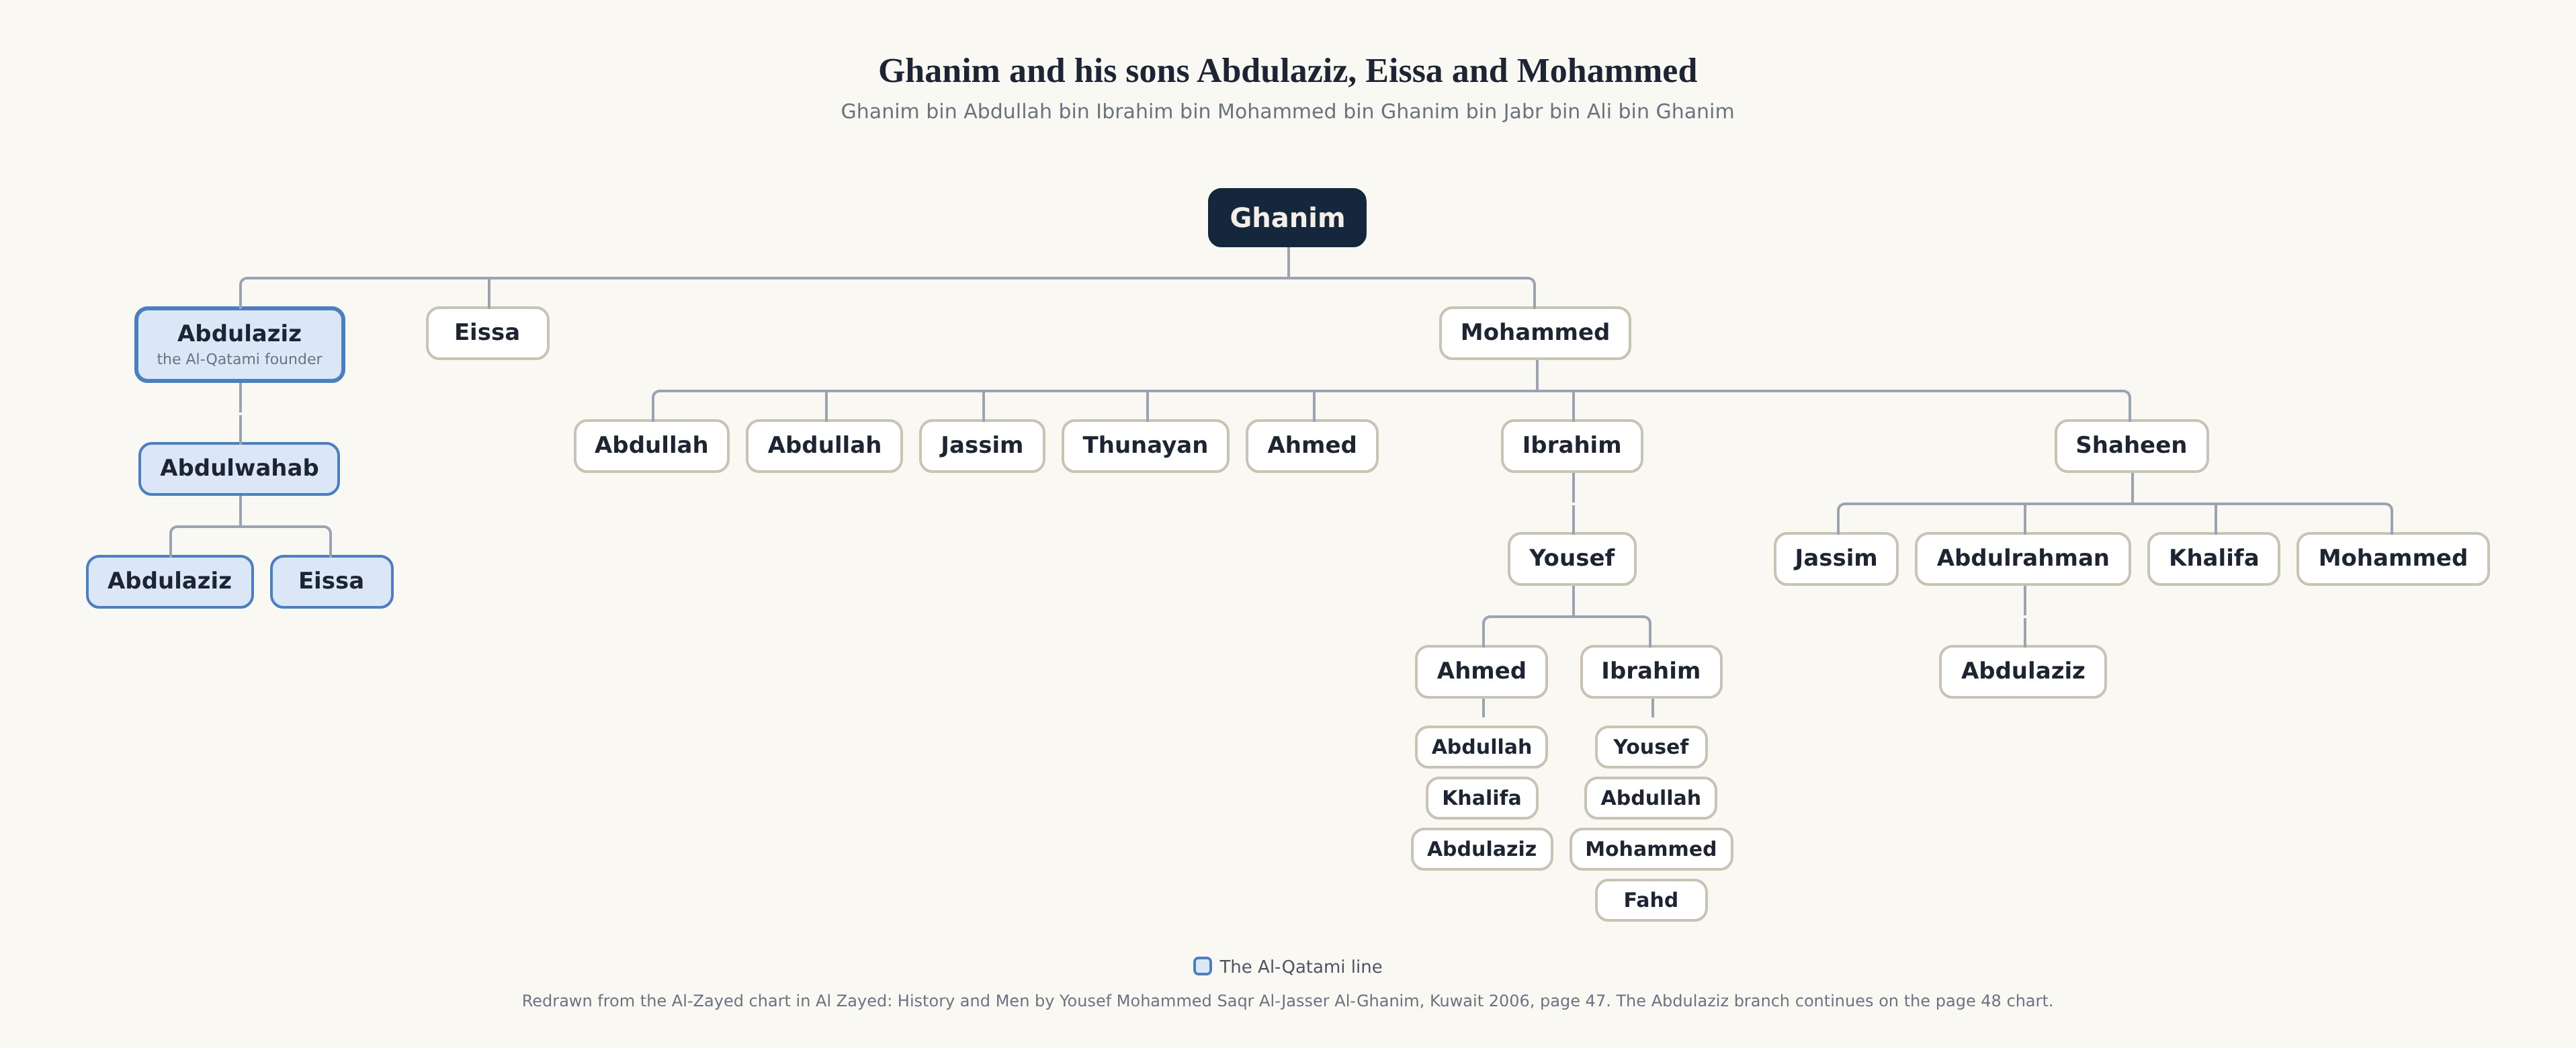 Ghanim and his sons Abdulaziz, Eissa and Mohammed
Ghanim bin Abdullah bin Ibrahim bin Mohammed bin Ghanim bin Jabr bin Ali bin Ghanim
Ghanim
Abdulaziz
the Al-Qatami founder
Eissa
Mohammed
Abdulwahab
Abdullah
Abdullah
Jassim
Thunayan
Ahmed
Ibrahim
Shaheen
Abdulaziz
Eissa
Yousef
Jassim
Abdulrahman
Khalifa
Mohammed
Ahmed
Ibrahim
Abdulaziz
Abdullah
Yousef
Khalifa
Abdullah
Abdulaziz
Mohammed
Fahd
The Al-Qatami line
Redrawn from the Al-Zayed chart in Al Zayed: History and Men by Yousef Mohammed Saqr Al-Jasser Al-Ghanim, Kuwait 2006, page 47. The Abdulaziz branch continues on the page 48 chart.